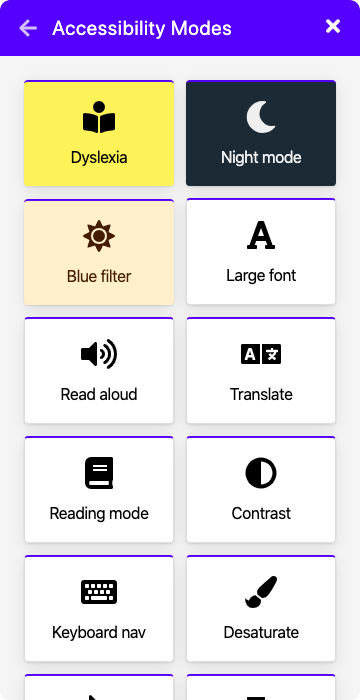 Accessibility Modes
Dyslexia
Night mode
Blue filter
Large font
Read aloud
Translate
Reading mode
Contrast
Keyboard nav
Desaturate